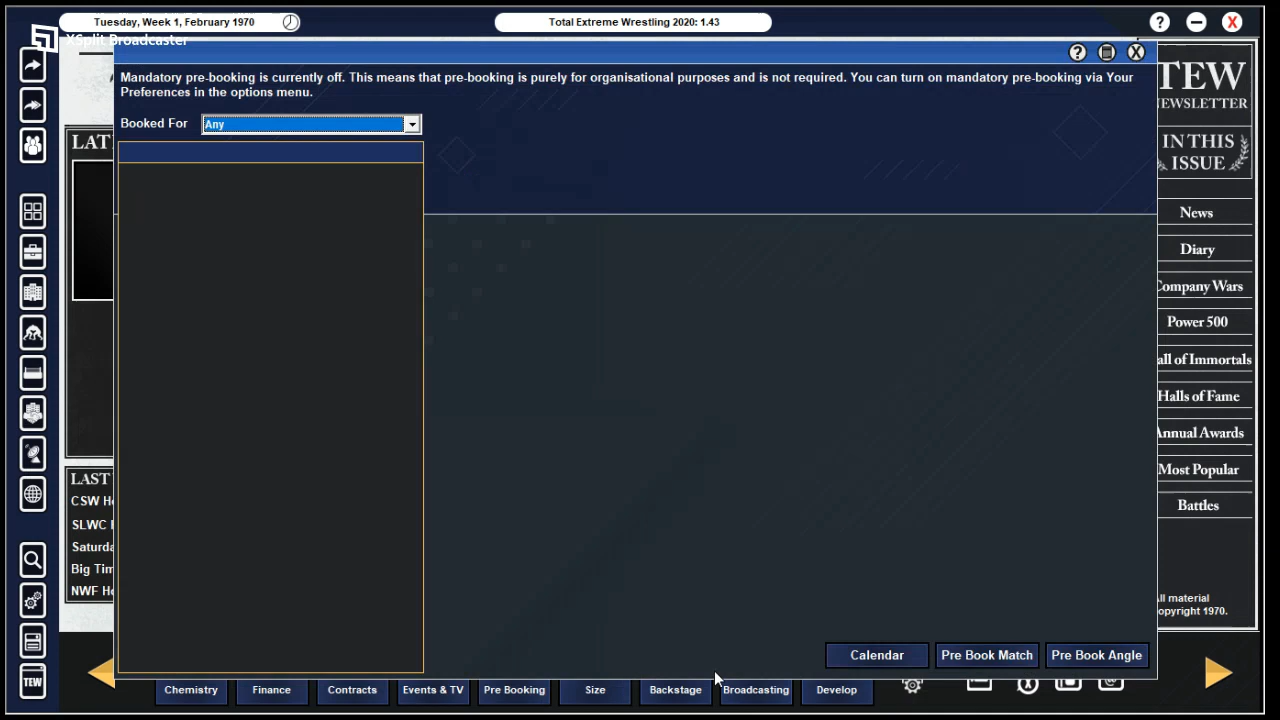 Tuesday, Week 1, February 1970
Total Extreme Wrestling 2020: 1.43
?
X
XSplit Broadcaster
? X
Mandatory pre-booking is currently off. This means that pre-booking is purely for organisational purposes and is not required. You can turn on mandatory pre-booking via Your
Preferences in the options menu.
Booked For Any
LAT
TEW
EWSLETTER
IN THIS
ISSUE
News
Diary
Company Wars
Power 500
all of Immortals
Halls of Fame
Annual Awards
Most Popular
Battles
LAST
CSW H
SLWC
Saturda
Big Tim
NWF Ho
All material
opyright 1970.
Calendar Pre Book Match Pre Book Angle
TEW
Chemistry Finance Contracts Events & TV Pre Booking Size Backstage Broadcasting Develop